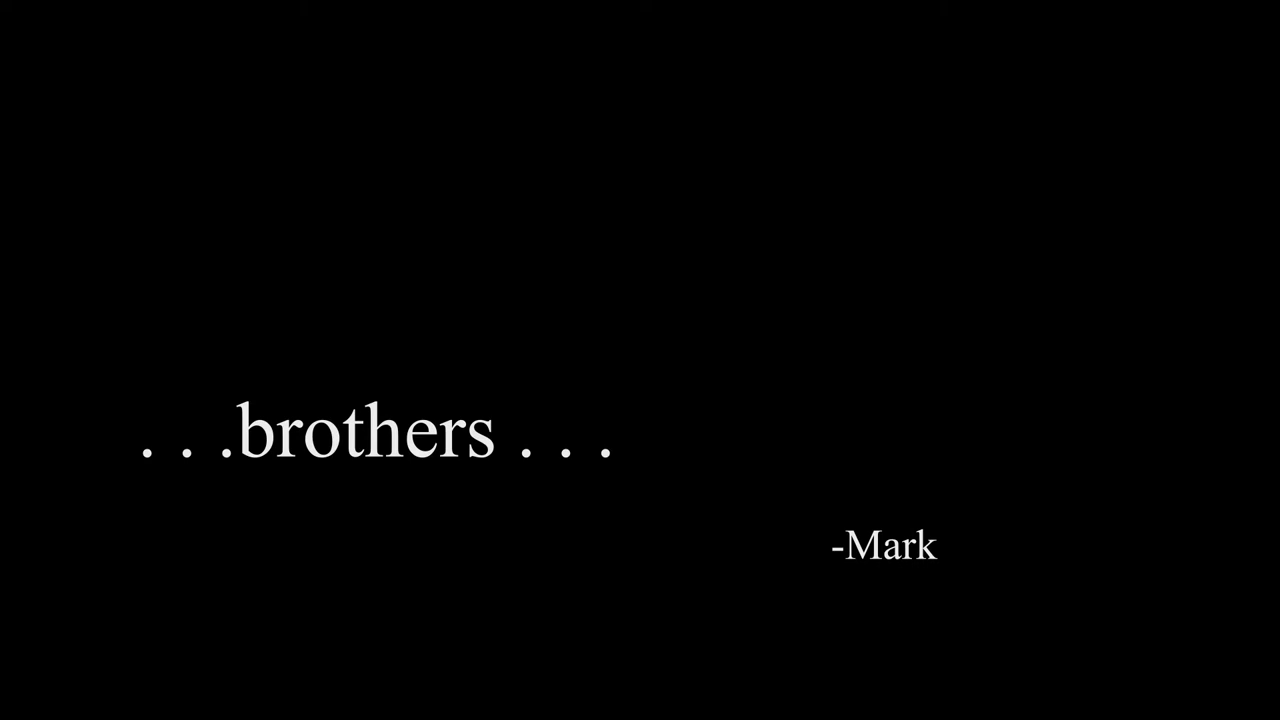 . . .brothers . . .
-Mark